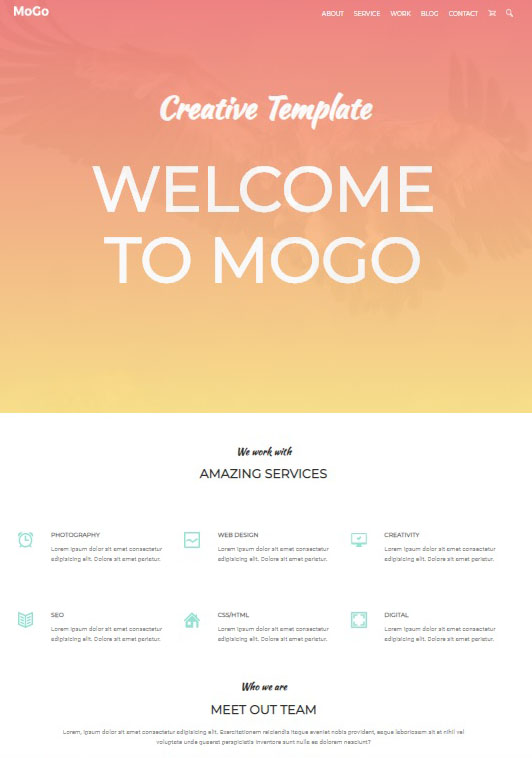 MoGo
ABOUT SERVICE WORK BLOG CONTACT
Creative Template
WELCOME
TO MOGO
We work with
AMAZING SERVICES
PHOTOGRAPHY
Lorem ipsum dolor sit amet consectetur
adipisicing elit. Dolore sit amet pariatur.
WEB DESIGN
Lorem ipsum dolor sit amet consectetur
adipisicing elit. Dolore sit amet pariatur.
CREATIVITY
Lorem ipsum dolor sit amet consectetur
adipisicing elit. Dolore sit amet pariatur.
SEO
Lorem ipsum dolor sit amet consectetur
adipisicing elit. Dolore sit amet pariatur.
CSS/HTML
Lorem ipsum dolor sit amet consectetur
adipisicing elit. Dolore sit amet pariatur.
DIGITAL
Lorem ipsum dolor sit amet consectetur
adipisicing elit. Dolore sit amet pariatur.
Who we are
MEET OUT TEAM
Lorem, ipsum dolor sit amet consectetur adipisicing elit. Exercitationem reiciendis itaque eveniet nobis provident, eaque laboriosam sit at nihil vel
voluptate unde quaerat perspiciatis inventore sunt nulla ea dolorem nesciunt?